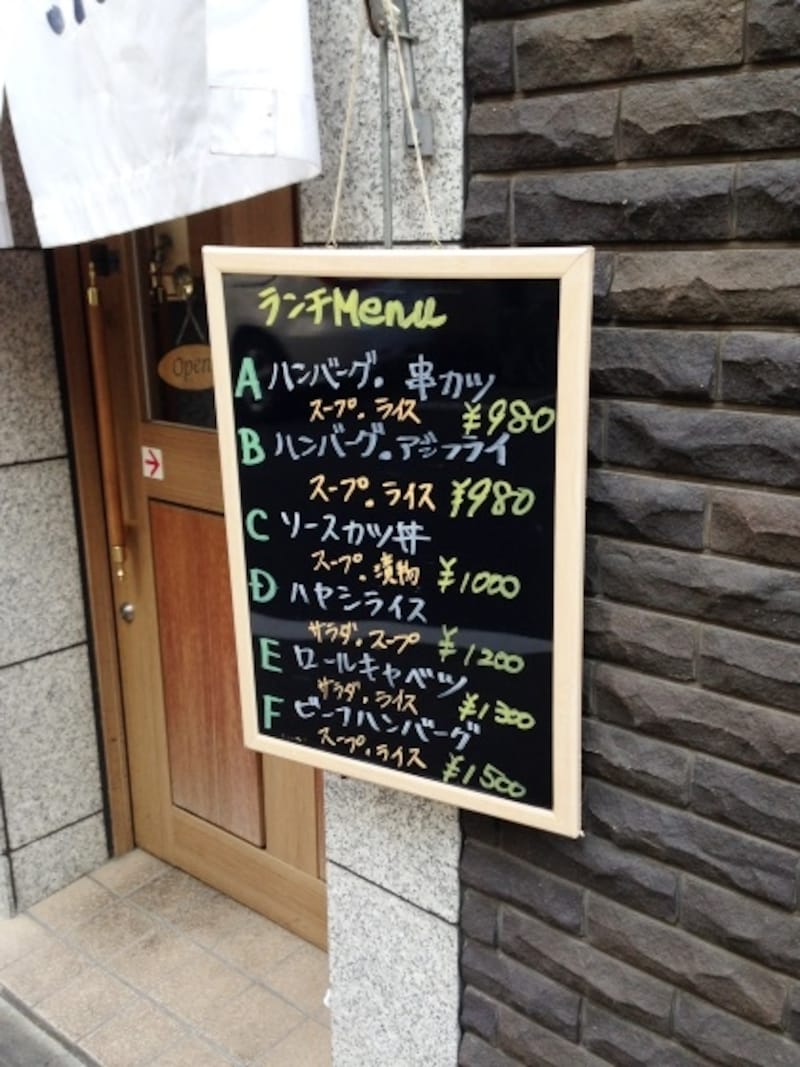 Open
ランチMenu
A ハンバーグ。串カツ
スープ。ライス ¥980
B ハンバーグ。アジフライ
スープ。ライス ¥980
C ソースカツ丼
スープ。漬物 ¥1000
D ハヤシライス
サラダ。スープ ¥1200
E ロールキャベツ
サラダ。ライス ¥1300
F ビーフハンバーグ
スープ。ライス ¥1500